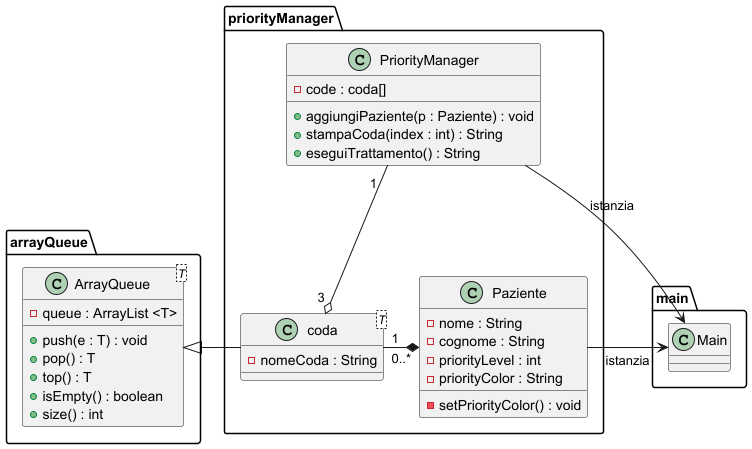 priorityManager
C PriorityManager
code : coda[]
aggiungiPaziente(p : Paziente) : void
stampaCoda(index : int) : String
eseguiTrattamento() : String
1
istanzia
arrayQueue
C ArrayQueue T
queue : ArrayList <T>
push(e : T) : void
pop() : T
top() : T
isEmpty() : boolean
size() : int
3
C coda T
nomeCoda : String
1
0..*
C Paziente
nome : String
cognome : String
priorityLevel : int
priorityColor : String
setPriorityColor() : void
istanzia
main
C Main